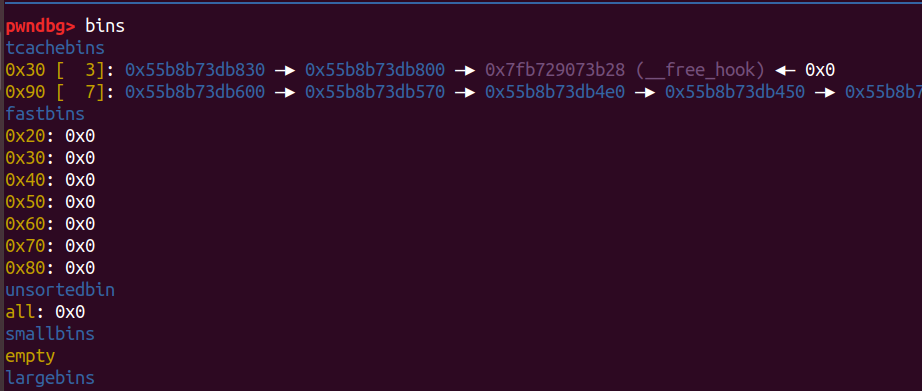 pwndbg> bins
tcachebins
0x30 [  3]: 0x55b8b73db830 —▸ 0x55b8b73db800 —▸ 0x7fb729073b28 (__free_hook) ◂— 0x0
0x90 [  7]: 0x55b8b73db600 —▸ 0x55b8b73db570 —▸ 0x55b8b73db4e0 —▸ 0x55b8b73db450 —▸
fastbins
0x20: 0x0
0x30: 0x0
0x40: 0x0
0x50: 0x0
0x60: 0x0
0x70: 0x0
0x80: 0x0
unsortedbin
all: 0x0
smallbins
empty
largebins